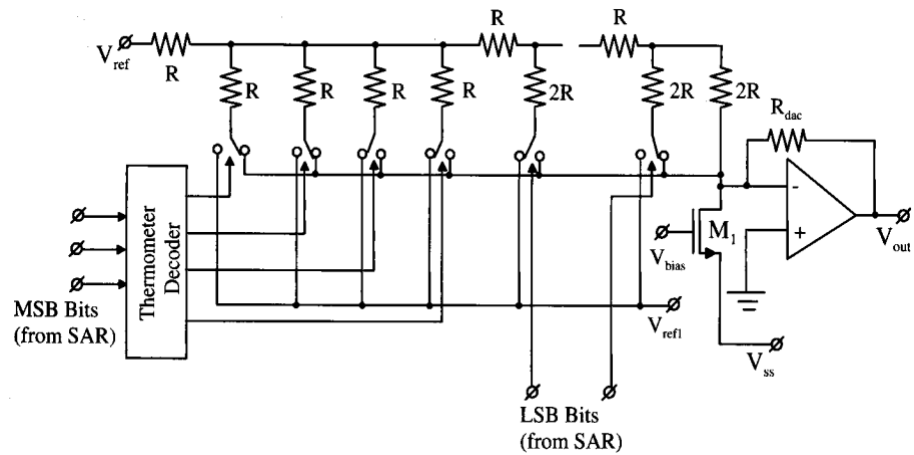 R
R
V_ref
R
R
R
R
R
2R
2R
2R
R_dac
Thermometer
Decoder
-
+
M_1
V_bias
V_out
MSB Bits
(from SAR)
V_ref1
V_ss
LSB Bits
(from SAR)